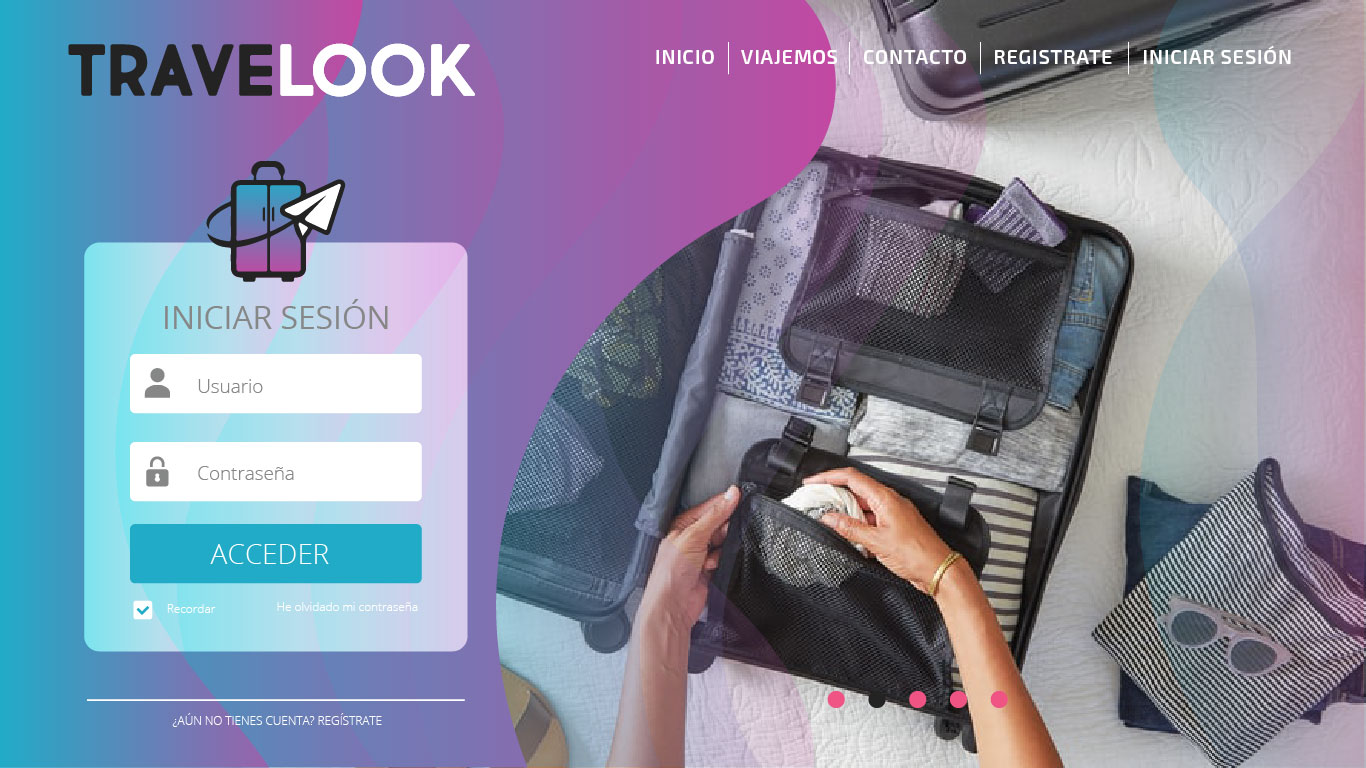 TRAVELOOK
INICIO VIAJEMOS CONTACTO REGISTRATE INICIAR SESIÓN
INICIAR SESIÓN
Usuario
Contraseña
ACCEDER
Recordar He olvidado mi contraseña
¿AÚN NO TIENES CUENTA? REGÍSTRATE